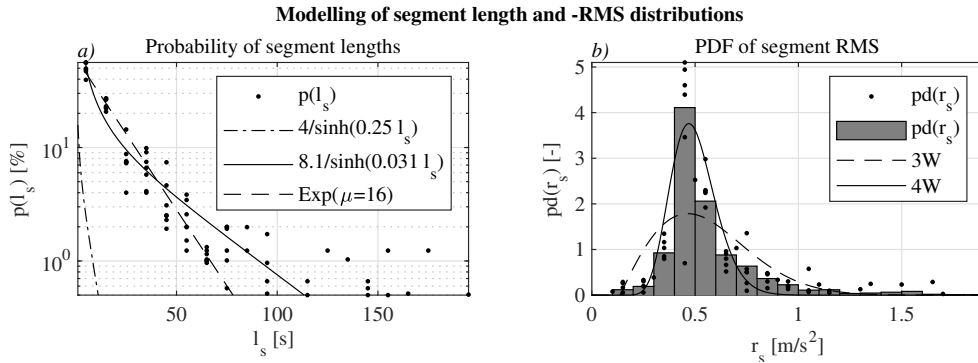 Modelling of segment length and -RMS distributions
a)
Probability of segment lengths
p(l_s) [%]
10^1
10^0
50
100
150
l_s [s]
p(l_s)
4/sinh(0.25 l_s)
8.1/sinh(0.031 l_s)
Exp(μ=16)
b)
PDF of segment RMS
pd(r_s) [-]
5
4
3
2
1
0
0
0.5
1
1.5
r_s [m/s^2]
pd(r_s)
pd(r_s)
3W
4W